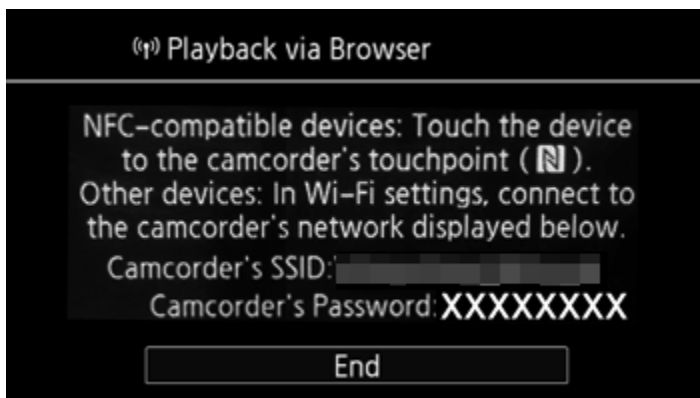 Playback via Browser
NFC-compatible devices: Touch the device
to the camcorder's touchpoint ( N ).
Other devices: In Wi-Fi settings, connect to
the camcorder's network displayed below.
Camcorder's SSID:
Camcorder's Password: XXXXXXXX
End